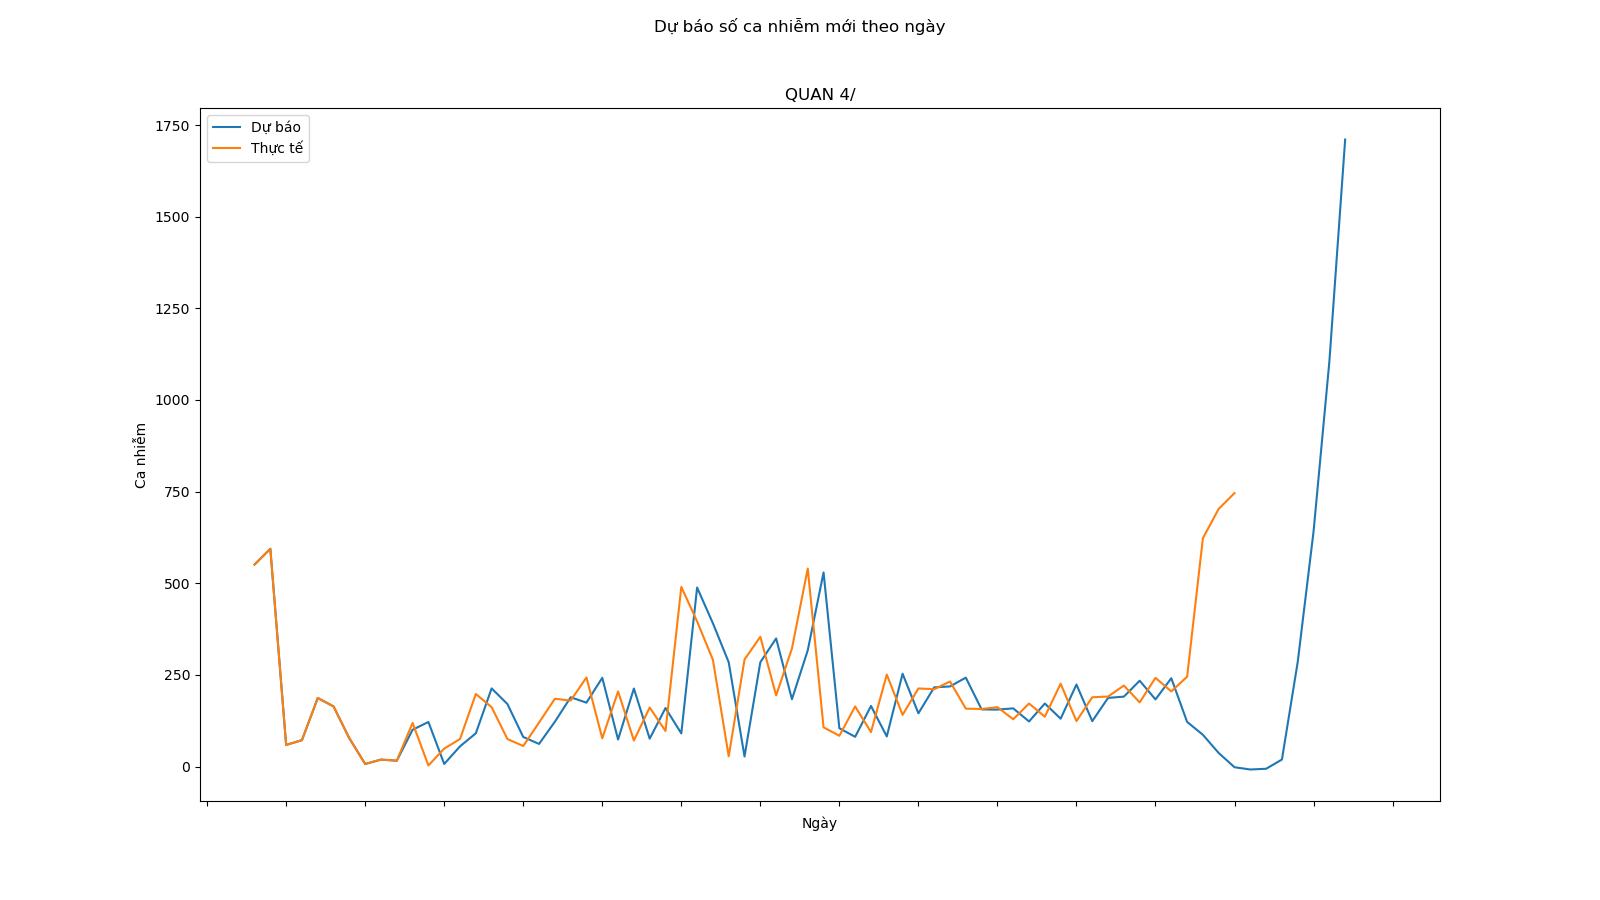 Dự báo số ca nhiễm mới theo ngày
QUAN 4/
Dự báo
Thực tế
1750
1500
1250
1000
750
500
250
0
Ca nhiễm
Ngày